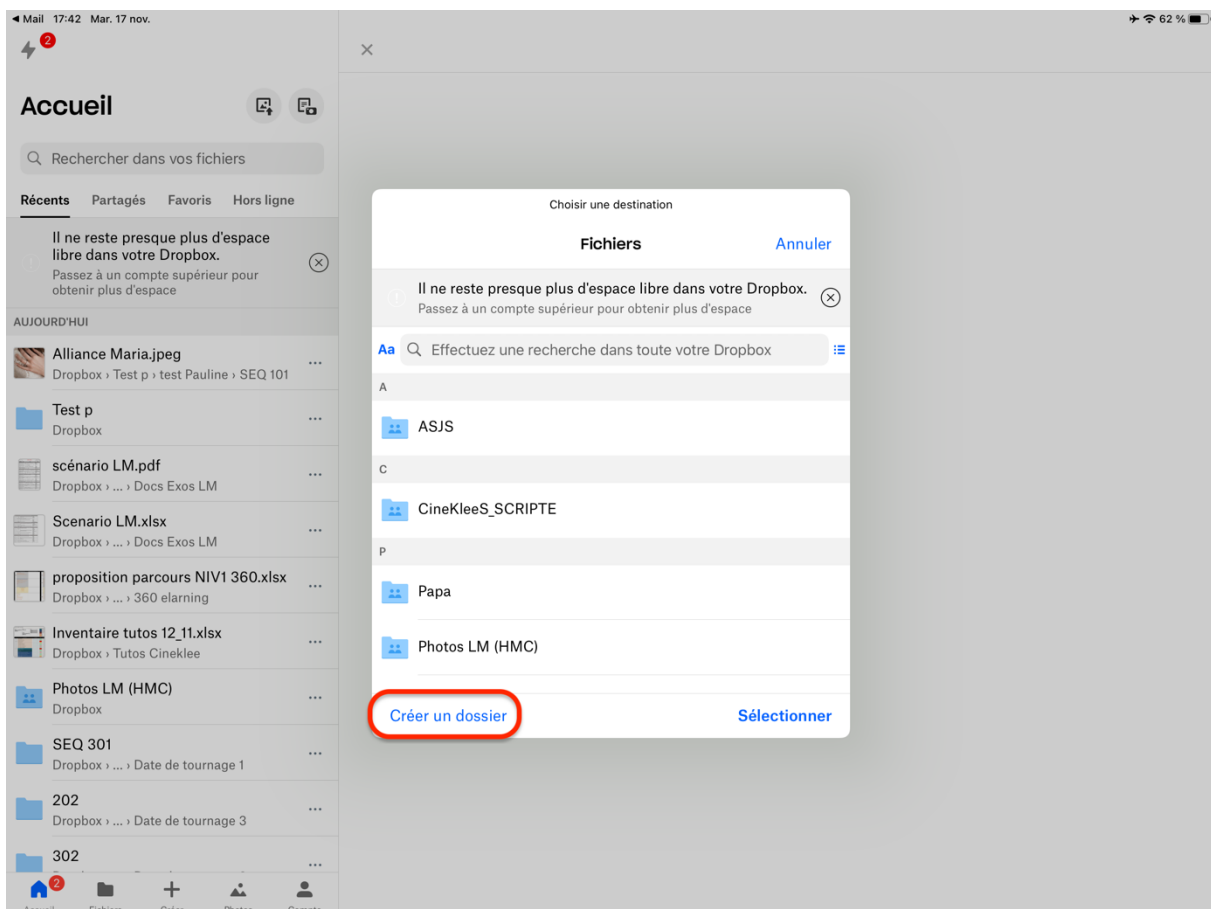 Mail 17:42 Mar. 17 nov.
62 %
2
Accueil
Rechercher dans vos fichiers
Récents Partagés Favoris Hors ligne
Il ne reste presque plus d'espace
libre dans votre Dropbox.
Passez à un compte supérieur pour
obtenir plus d'espace
AUJOURD'HUI
Alliance Maria.jpeg
Dropbox › Test p › test Pauline › SEQ 101
Test p
Dropbox
scénario LM.pdf
Dropbox › ... › Docs Exos LM
Scenario LM.xlsx
Dropbox › ... › Docs Exos LM
proposition parcours NIV1 360.xlsx
Dropbox › ... › 360 elarning
Inventaire tutos 12_11.xlsx
Dropbox › Tutos Cineklee
Photos LM (HMC)
Dropbox
SEQ 301
Dropbox › ... › Date de tournage 1
202
Dropbox › ... › Date de tournage 3
302
2
Choisir une destination
Fichiers Annuler
Il ne reste presque plus d'espace libre dans votre Dropbox.
Passez à un compte supérieur pour obtenir plus d'espace
Aa Effectuez une recherche dans toute votre Dropbox
A
ASJS
C
CineKleeS_SCRIPTE
P
Papa
Photos LM (HMC)
Créer un dossier Sélectionner